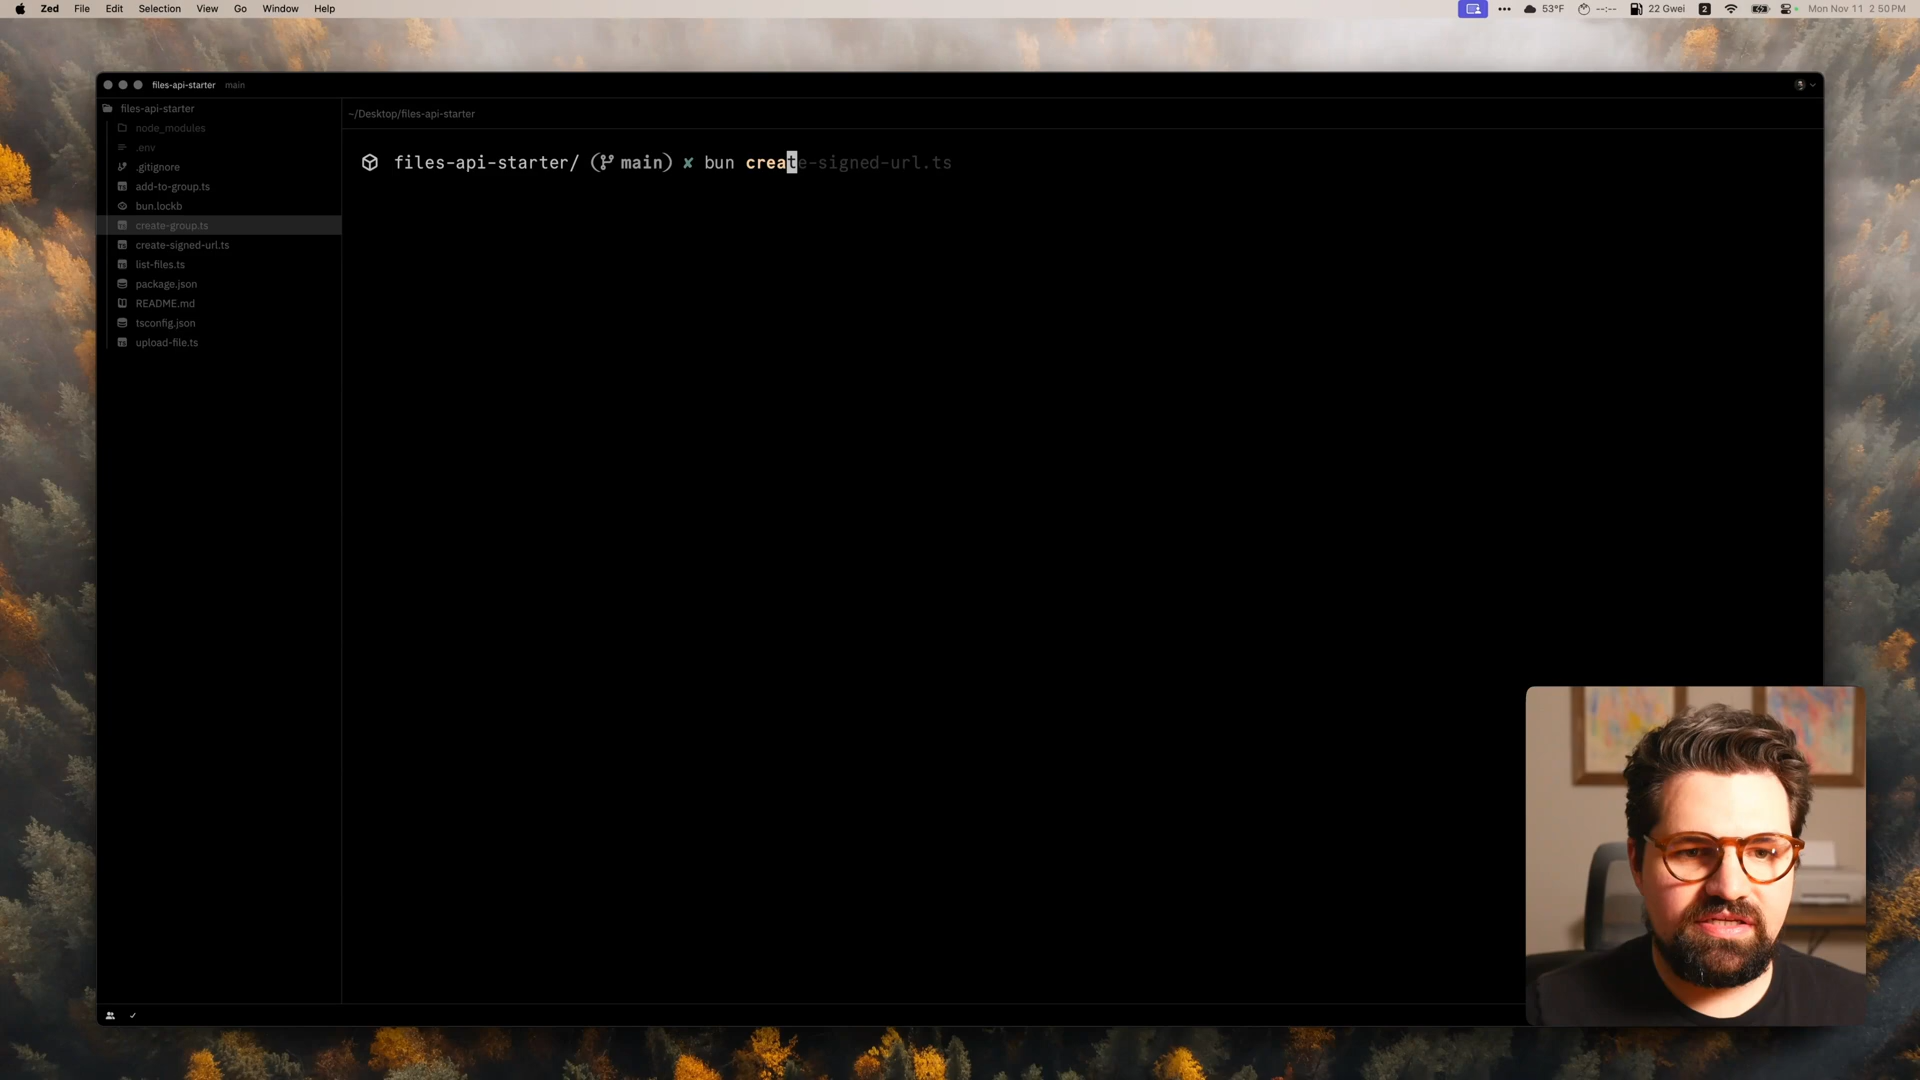 Zed File Edit Selection View Go Window Help
53°F --:-- 22 Gwei 2 Mon Nov 11 2 50 PM
files-api-starter main
files-api-starter
node_modules
.env
.gitignore
add-to-group.ts
bun.lockb
create-group.ts
create-signed-url.ts
list-files.ts
package.json
README.md
tsconfig.json
upload-file.ts
~/Desktop/files-api-starter
files-api-starter/ (main) ✘ bun create-signed-url.ts